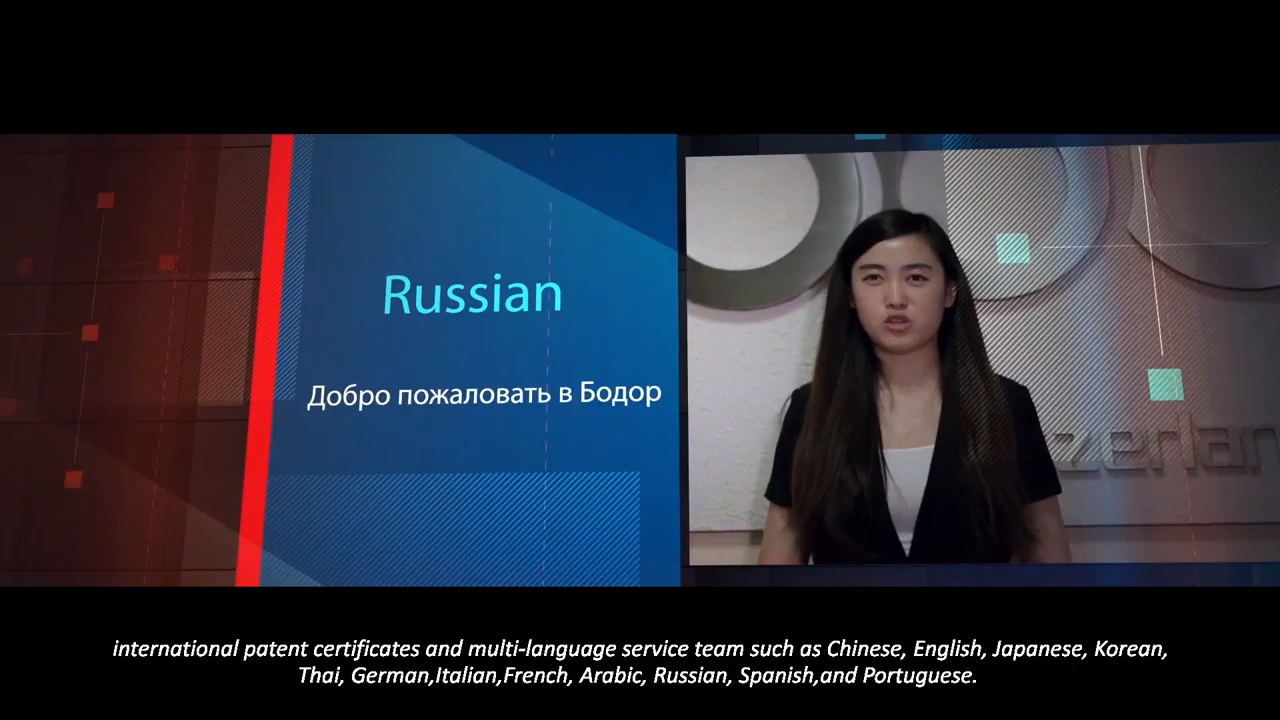 Russian
Добро пожаловать в Бодор
zerlan
international patent certificates and multi-language service team such as Chinese, English, Japanese, Korean,
Thai, German,Italian,French, Arabic, Russian, Spanish,and Portuguese.